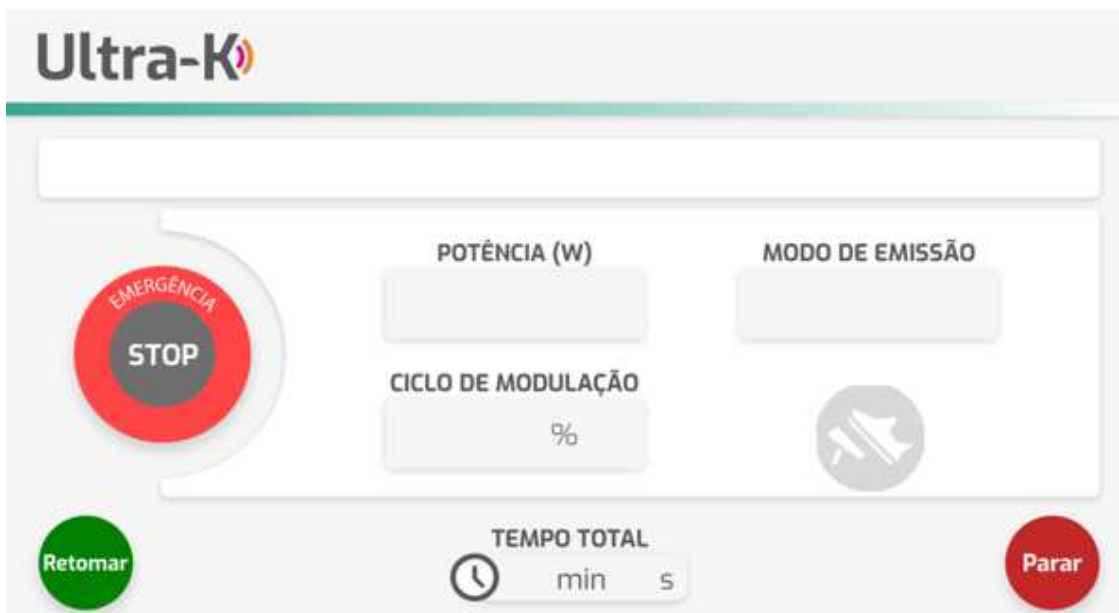 Ultra-K
POTÊNCIA (W)
MODO DE EMISSÃO
EMERGÊNCIA
STOP
CICLO DE MODULAÇÃO
%
Retomar
TEMPO TOTAL
min s
Parar